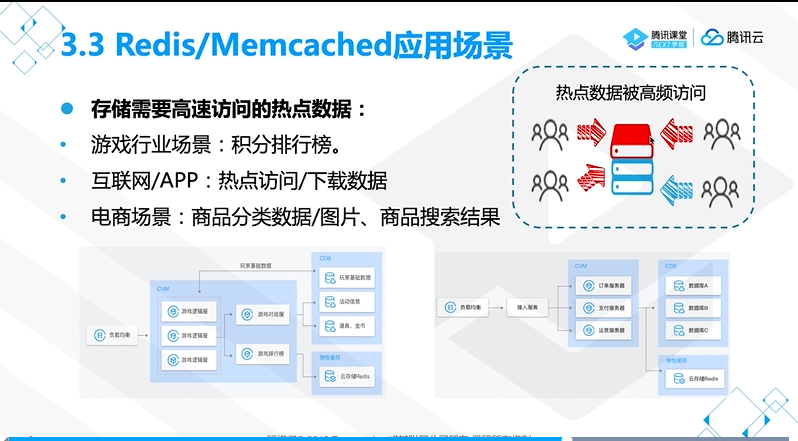 3.3 Redis/Memcached应用场景
腾讯课堂
NEXT学院
腾讯云
存储需要高速访问的热点数据：
游戏行业场景：积分排行榜。
互联网/APP：热点访问/下载数据
电商场景：商品分类数据/图片、商品搜索结果
热点数据被高频访问
玩家基础数据
CVM
负载均衡
游戏逻辑服
游戏逻辑服
游戏逻辑服
游戏对战服
游戏排行榜
CDB
玩家基础数据
活动信息
道具、金币
弹性缓存
云存储Redis
负载均衡
接入服务
CVM
订单服务器
支付服务器
运营服务器
CDB
数据库A
数据库B
数据库C
弹性缓存
云存储Redis